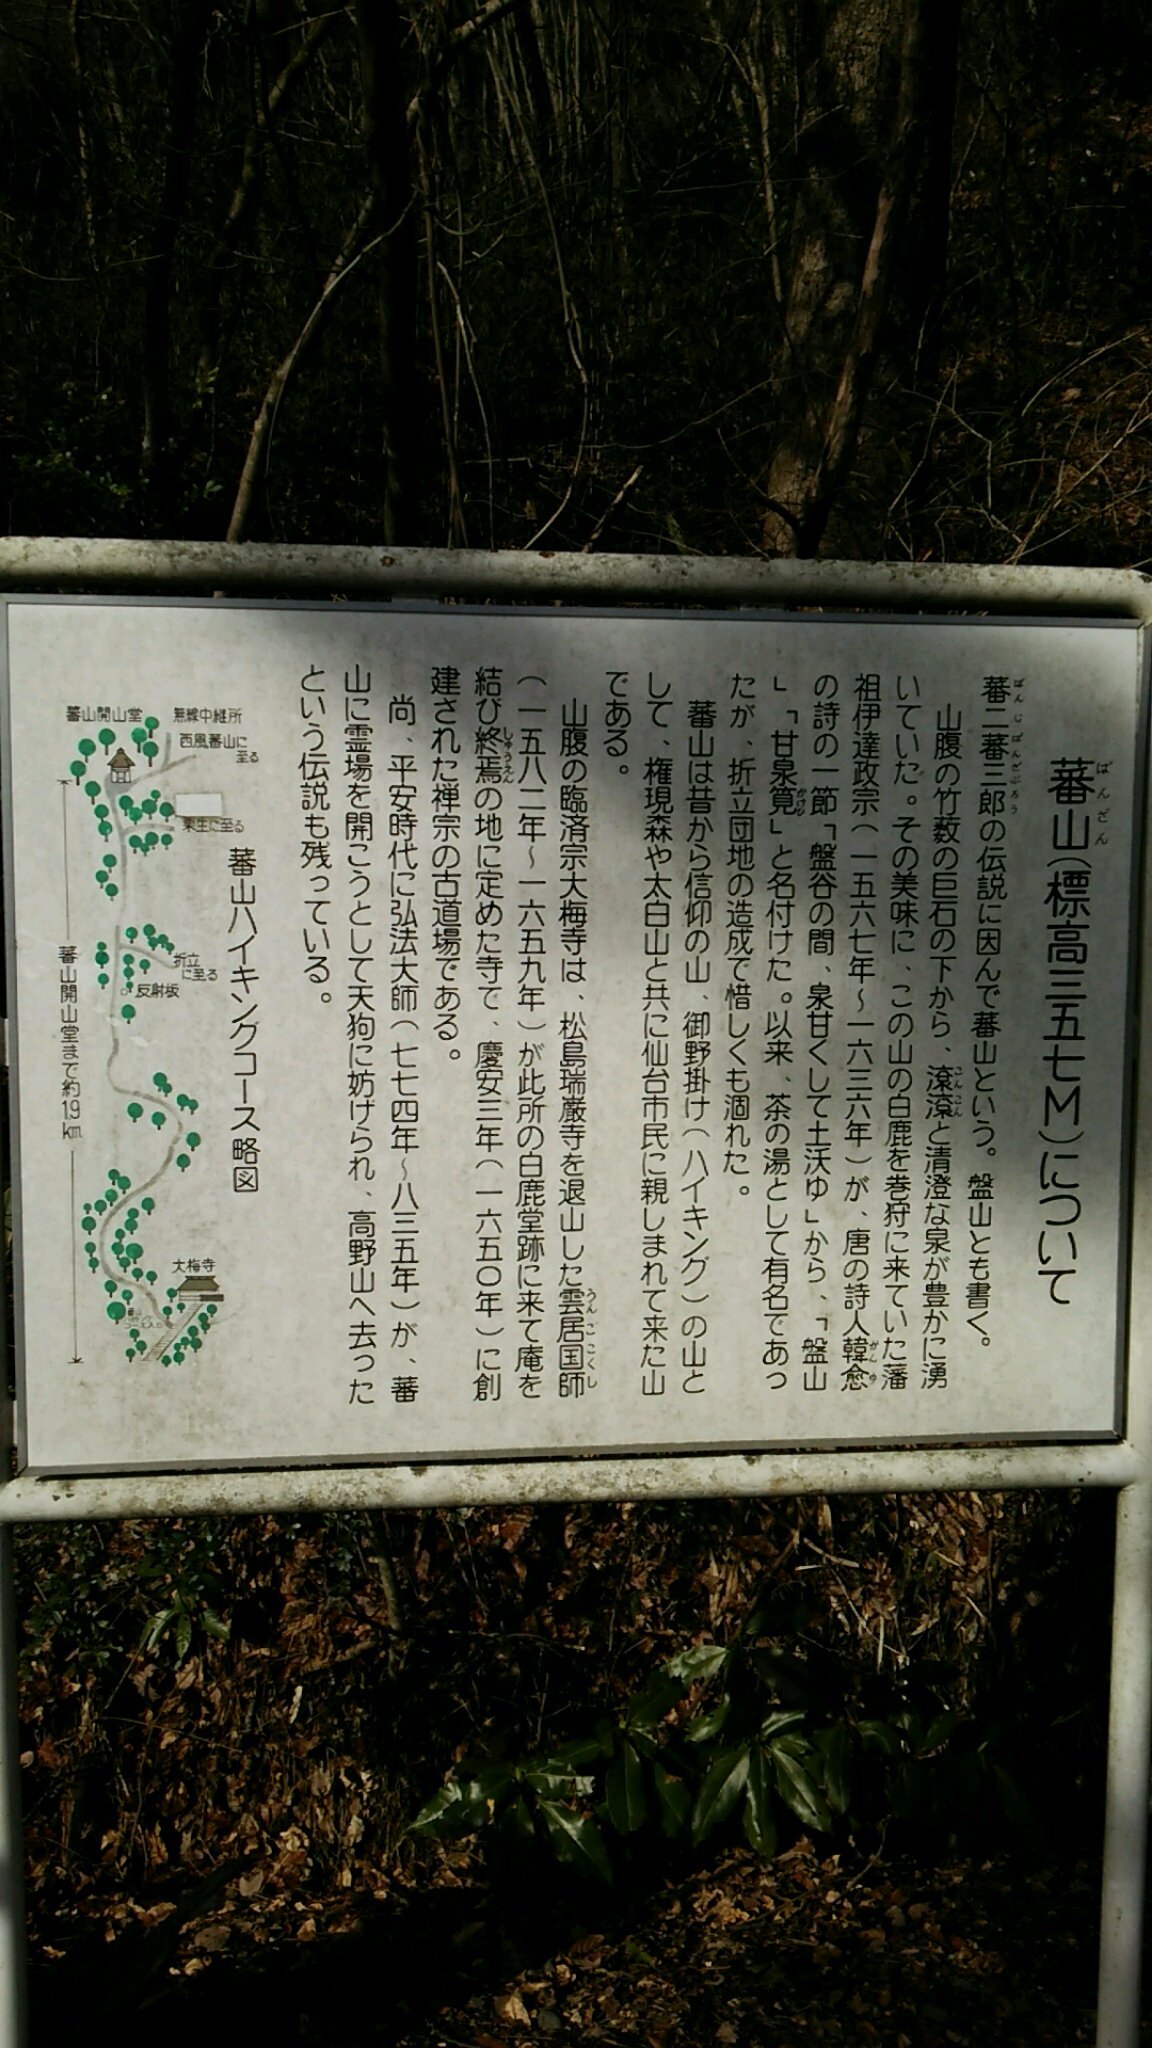 蕃山(標高三五七M)について
蕃二蕃三郎の伝説に因んで蕃山という。盤山とも書く。
山腹の竹薮の巨石の下から、滾滾と清澄な泉が豊かに湧
いていた。その美味に、この山の白鹿を巻狩に来ていた藩
祖伊達政宗(一五六七年~一六三六年)が、唐の詩人韓愈
の詩の一節「盤谷の間、泉甘くして土沃ゆ」から、「盤山
」「甘泉筧」と名付けた。以来、茶の湯として有名であっ
たが、折立団地の造成で惜しくも涸れた。
蕃山は昔から信仰の山、御野掛け(ハイキング)の山と
して、権現森や太白山と共に仙台市民に親しまれて来た山
である。
山腹の臨済宗大梅寺は、松島瑞厳寺を退山した雲居国師
(一五八二年~一六五九年)が此所の白鹿堂跡に来て庵を
結び終焉の地に定めた寺で、慶安三年(一六五〇年)に創
建された禅宗の古道場である。
尚、平安時代に弘法大師(七七四年~八三五年)が、蕃
山に霊場を開こうとして天狗に妨げられ、高野山へ去った
という伝説も残っている。
蕃山ハイキングコース略図
蕃山開山堂
無線中継所
西風蕃山に
至る
栗生に至る
折立
に至る
反射板
大梅寺
蕃山開山堂まで約1.9km